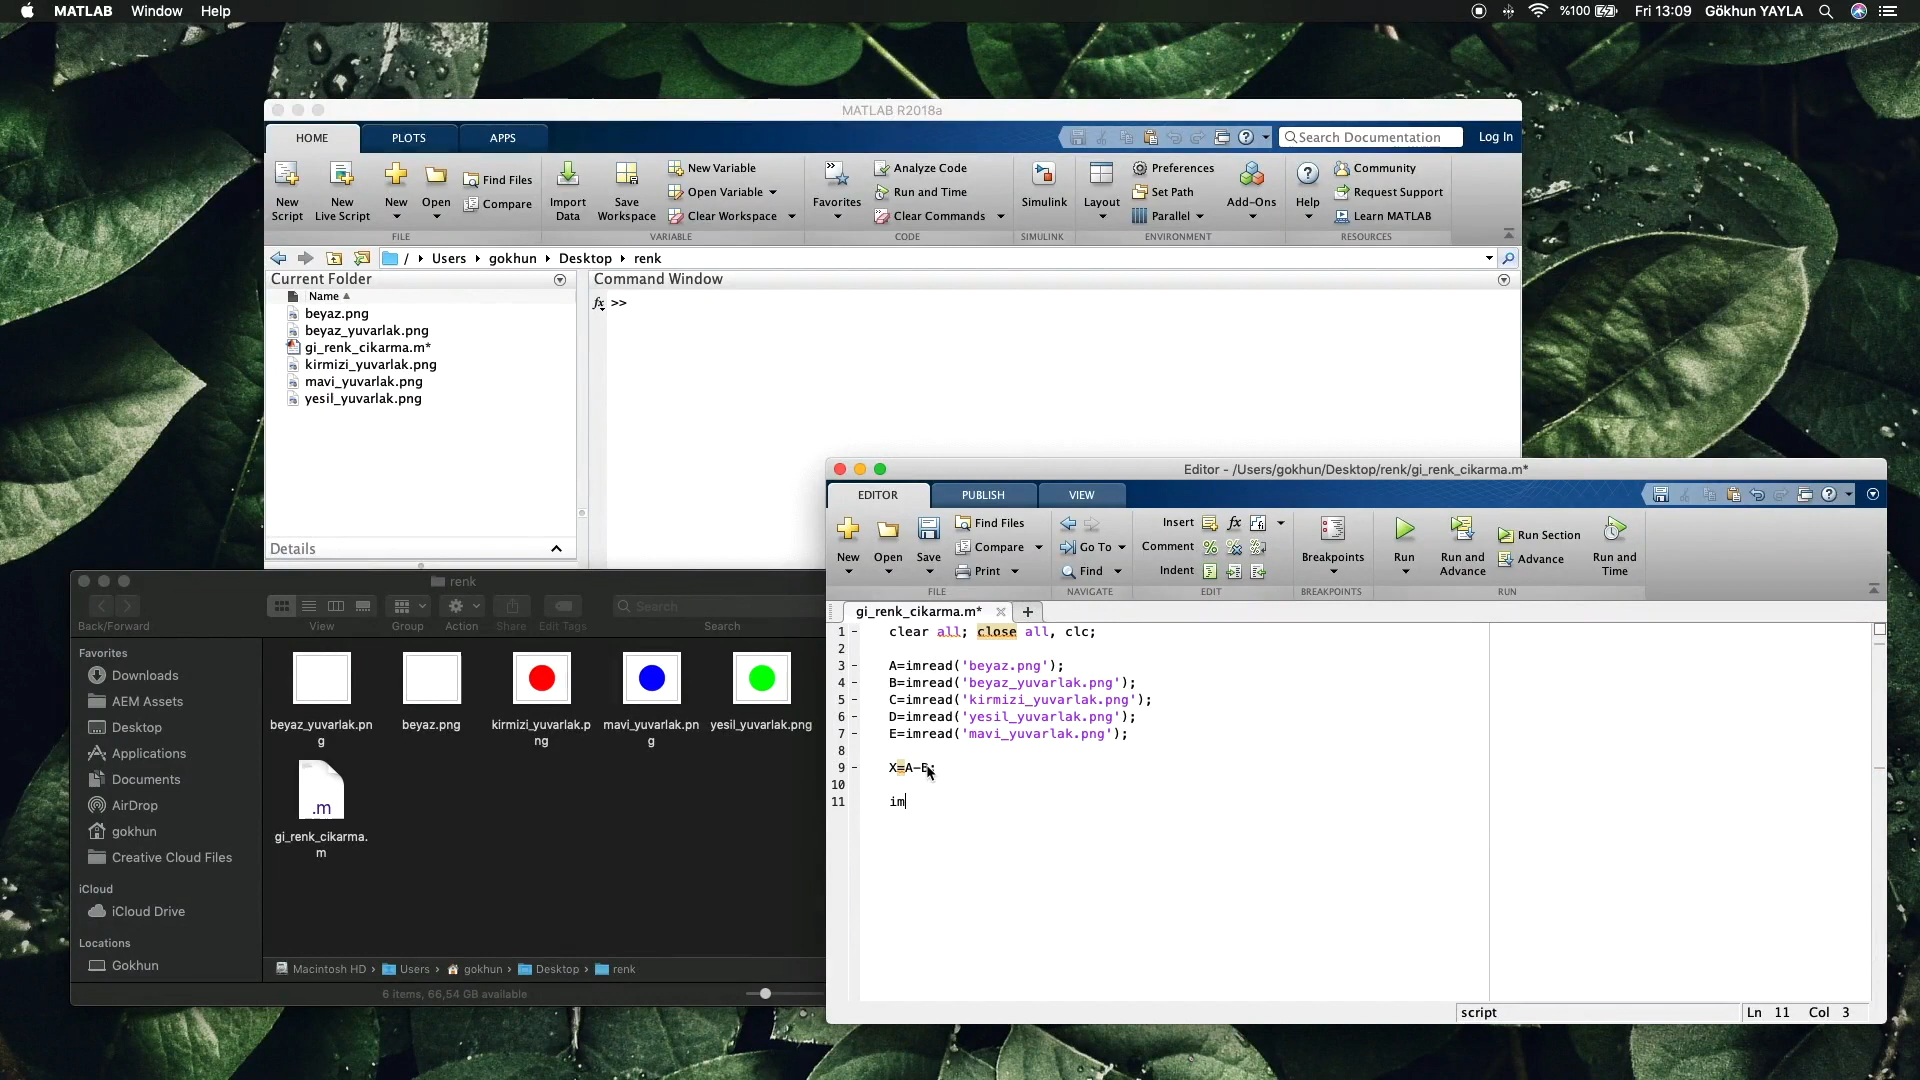 MATLAB Window Help
%100 Fri 13:09 Gökhun YAYLA
MATLAB R2018a
HOME PLOTS APPS
Search Documentation Log In
New Script
New Live Script
New
Open
Find Files
Compare
Import Data
Save Workspace
New Variable
Open Variable
Clear Workspace
Favorites
Analyze Code
Run and Time
Clear Commands
Simulink
Layout
Preferences
Set Path
Parallel
Add-Ons
Help
Community
Request Support
Learn MATLAB
FILE VARIABLE CODE SIMULINK ENVIRONMENT RESOURCES
/ Users gokhun Desktop renk
Current Folder
Name
beyaz.png
beyaz_yuvarlak.png
gi_renk_cikarma.m*
kirmizi_yuvarlak.png
mavi_yuvarlak.png
yesil_yuvarlak.png
Details
Command Window
fx >>
renk
Back/Forward View Group Action Share Edit Tags Search
Search
Favorites
Downloads
AEM Assets
Desktop
Applications
Documents
AirDrop
gokhun
Creative Cloud Files
iCloud
iCloud Drive
Locations
Gokhun
beyaz_yuvarlak.pn
g
beyaz.png
kirmizi_yuvarlak.p
ng
mavi_yuvarlak.pn
g
yesil_yuvarlak.png
.m
gi_renk_cikarma.
m
Macintosh HD › Users › gokhun › Desktop › renk
6 items, 66,54 GB available
Editor - /Users/gokhun/Desktop/renk/gi_renk_cikarma.m*
EDITOR PUBLISH VIEW
New
Open
Save
Find Files
Compare
Print
Go To
Find
Insert fx
Comment
Indent
Breakpoints
Run
Run and Advance
Run Section
Advance
Run and Time
FILE NAVIGATE EDIT BREAKPOINTS RUN
gi_renk_cikarma.m*
1 - clear all; close all, clc;
2
3 - A=imread('beyaz.png');
4 - B=imread('beyaz_yuvarlak.png');
5 - C=imread('kirmizi_yuvarlak.png');
6 - D=imread('yesil_yuvarlak.png');
7 - E=imread('mavi_yuvarlak.png');
8
9 - X=A-B;
10
11 im
script Ln 11 Col 3